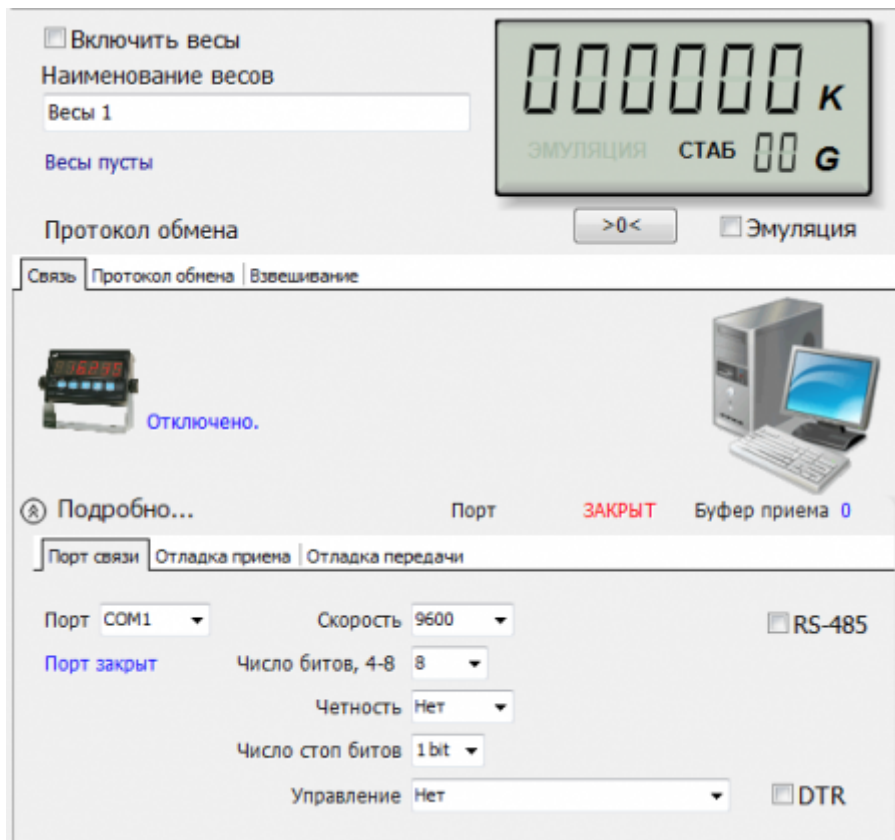 Включить весы
Наименование весов
Весы 1
Весы пусты
000000 K
ЭМУЛЯЦИЯ СТАБ 00 G
Протокол обмена >0< Эмуляция
Связь Протокол обмена Взвешивание
Отключено.
Подробно... Порт ЗАКРЫТ Буфер приема 0
Порт связи Отладка приема Отладка передачи
Порт COM1 Скорость 9600 RS-485
Порт закрыт Число битов, 4-8 8
Четность Нет
Число стоп битов 1 bit
Управление Нет DTR